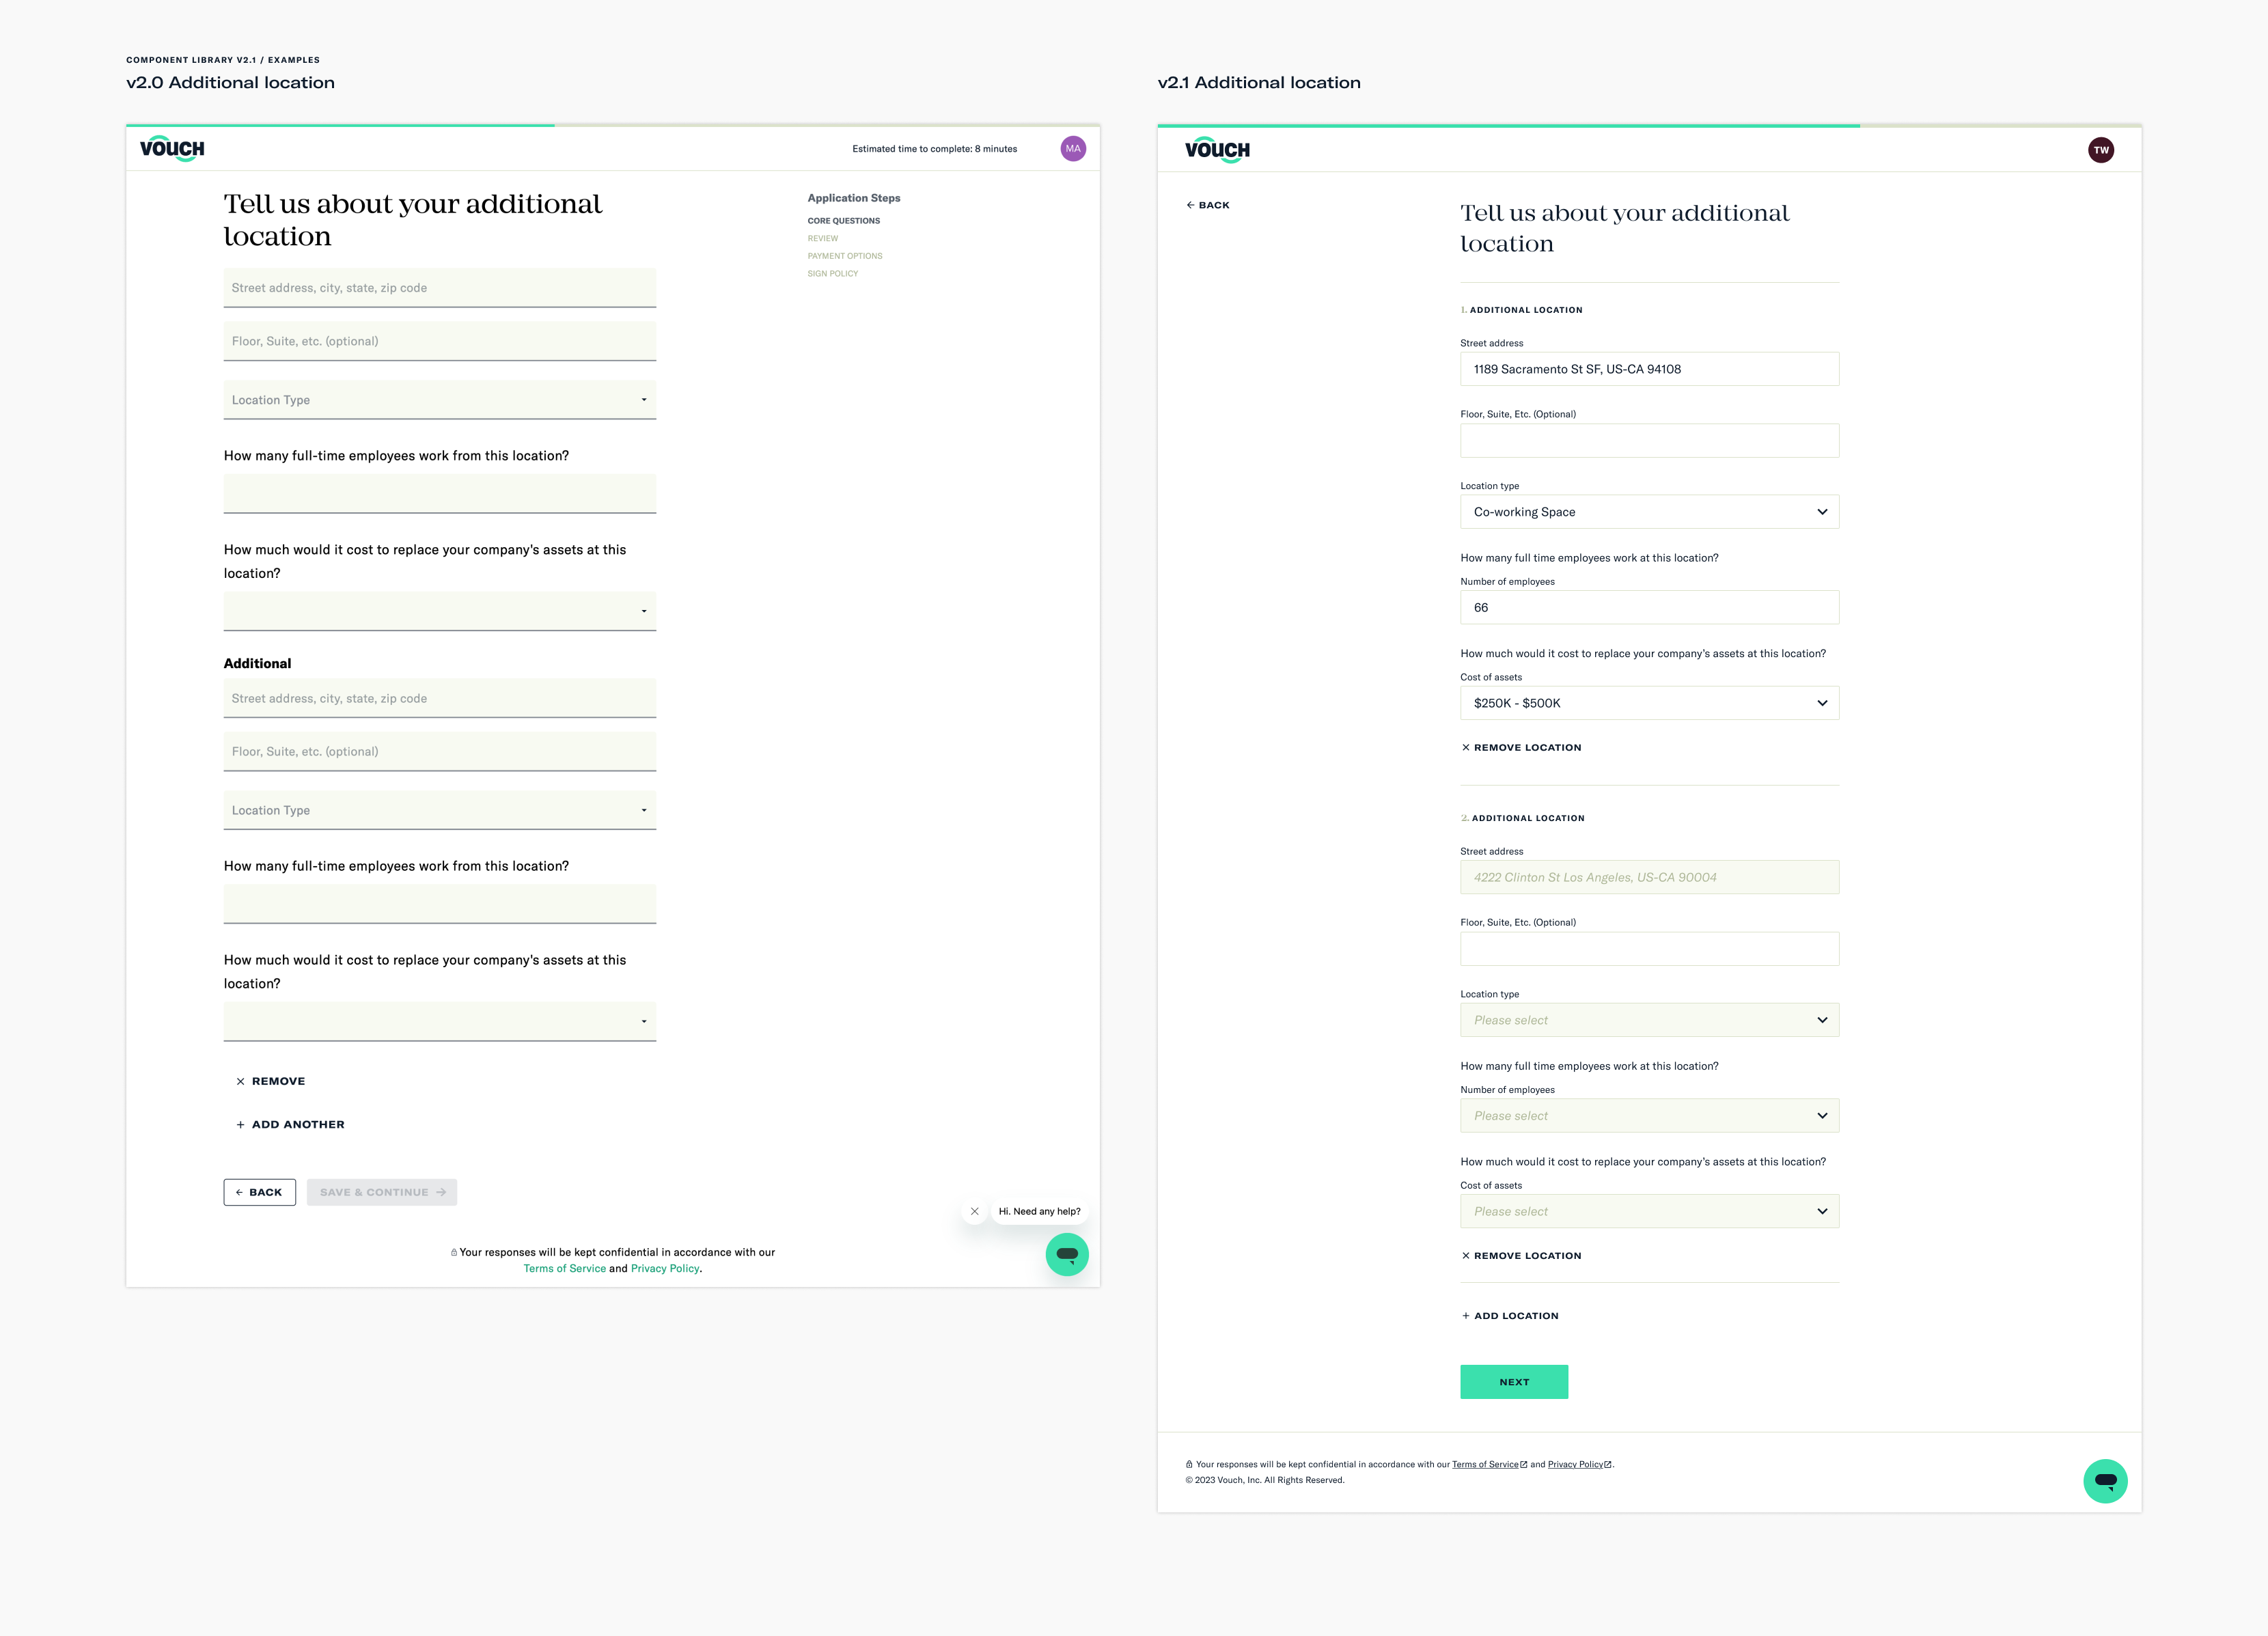 COMPONENT LIBRARY V2.1 / EXAMPLES
v2.0 Additional location
VOUCH
Estimated time to complete: 8 minutes
MA
Tell us about your additional
location
Application Steps
CORE QUESTIONS
REVIEW
PAYMENT OPTIONS
SIGN POLICY
Street address, city, state, zip code
Floor, Suite, etc. (optional)
Location Type
How many full-time employees work from this location?
How much would it cost to replace your company's assets at this
location?
Additional
Street address, city, state, zip code
Floor, Suite, etc. (optional)
Location Type
How many full-time employees work from this location?
How much would it cost to replace your company's assets at this
location?
REMOVE
ADD ANOTHER
BACK
SAVE & CONTINUE
Hi. Need any help?
Your responses will be kept confidential in accordance with our
Terms of Service and Privacy Policy.
v2.1 Additional location
VOUCH
TW
BACK
Tell us about your additional
location
1. ADDITIONAL LOCATION
Street address
1189 Sacramento St SF, US-CA 94108
Floor, Suite, Etc. (Optional)
Location type
Co-working Space
How many full time employees work at this location?
Number of employees
66
How much would it cost to replace your company's assets at this location?
Cost of assets
$250K - $500K
REMOVE LOCATION
2. ADDITIONAL LOCATION
Street address
4222 Clinton St Los Angeles, US-CA 90004
Floor, Suite, Etc. (Optional)
Location type
Please select
How many full time employees work at this location?
Number of employees
Please select
How much would it cost to replace your company's assets at this location?
Cost of assets
Please select
REMOVE LOCATION
ADD LOCATION
NEXT
Your responses will be kept confidential in accordance with our Terms of Service and Privacy Policy.
© 2023 Vouch, Inc. All Rights Reserved.